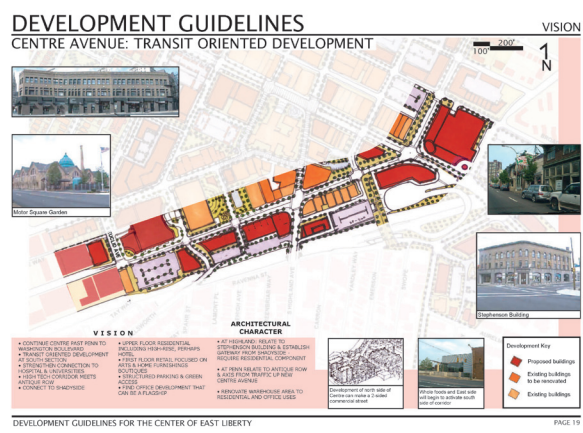 DEVELOPMENT GUIDELINES
VISION
CENTRE AVENUE: TRANSIT ORIENTED DEVELOPMENT
200'
100'
1
N
Motor Square Garden
Stephenson Building
VISION
• CONTINUE CENTRE PAST PENN TO
WASHINGTON BOULEVARD
• TRANSIT ORIENTED DEVELOPMENT
AT SOUTH SECTION
• STRENGTHEN CONNECTION TO
HOSPITAL & UNIVERSITIES
• HIGH TECH CORRIDOR MEETS
ANTIQUE ROW
• CONNECT TO SHADYSIDE
• UPPER FLOOR RESIDENTIAL
INCLUDING HIGH-RISE, PERHAPS
HOTEL
• FIRST FLOOR RETAIL FOCUSED ON
ARTS & HOME FURNISHINGS
BOUTIQUES
• STRUCTURED PARKING & GREEN
ACCESS
• FIND OFFICE DEVELOPMENT THAT
CAN BE A FLAGSHIP
ARCHITECTURAL
CHARACTER
• AT HIGHLAND: RELATE TO
STEPHENSON BUILDING & ESTABLISH
GATEWAY FROM SHADYSIDE -
REQUIRE RESIDENTIAL COMPONENT
• AT PENN RELATE TO ANTIQUE ROW
& AXIS FROM TRAFFIC UP NEW
CENTRE AVENUE
• RENOVATE WAREHOUSE AREA TO
RESIDENTIAL AND OFFICE USES
Development of north side of
Centre can make a 2-sided
commercial street
Whole foods and East side
will begin to activate south
side of corridor
Development Key
Proposed buildings
Existing buildings
to be renovated
Existing buildings
DEVELOPMENT GUIDELINES FOR THE CENTER OF EAST LIBERTY
PAGE 19